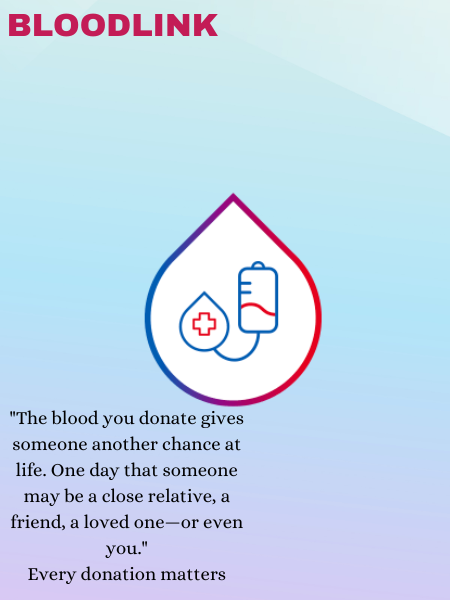 BLOODLINK
"The blood you donate gives
someone another chance at
life. One day that someone
may be a close relative, a
friend, a loved one—or even
you."
Every donation matters